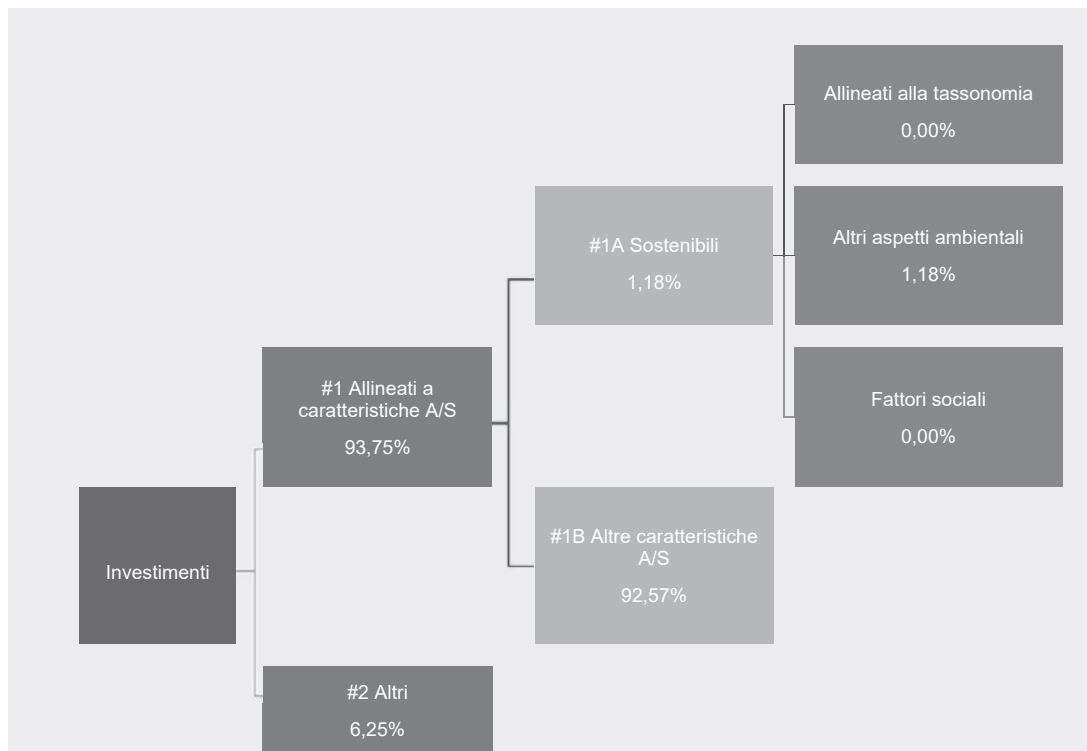 Investimenti
#1 Allineati a
caratteristiche A/S
93,75%
#2 Altri
6,25%
#1A Sostenibili
1,18%
#1B Altre caratteristiche
A/S
92,57%
Allineati alla tassonomia
0,00%
Altri aspetti ambientali
1,18%
Fattori sociali
0,00%